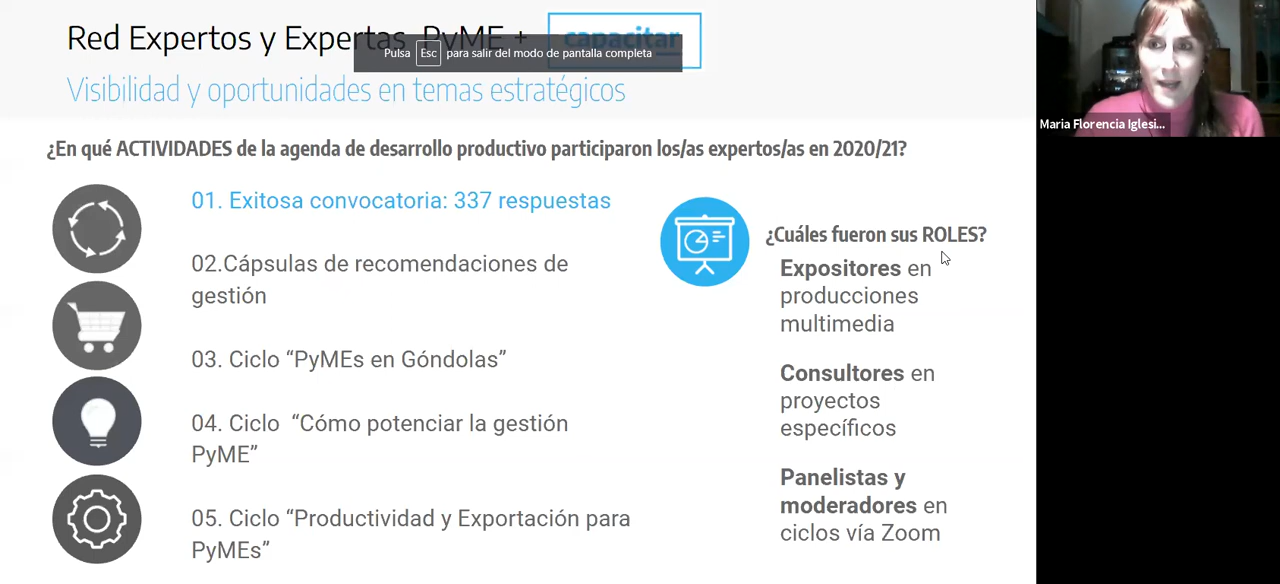 Red Expertos y Expertas PyME + capacitar
Pulsa Esc para salir del modo de pantalla completa
Visibilidad y oportunidades en temas estratégicos
Maria Florencia Iglesi...
¿En qué ACTIVIDADES de la agenda de desarrollo productivo participaron los/as expertos/as en 2020/21?
01. Exitosa convocatoria: 337 respuestas
02.Cápsulas de recomendaciones de
gestión
03. Ciclo “PyMEs en Góndolas”
04. Ciclo “Cómo potenciar la gestión
PyME”
05. Ciclo “Productividad y Exportación para
PyMEs”
¿Cuáles fueron sus ROLES?
Expositores en
producciones
multimedia
Consultores en
proyectos
específicos
Panelistas y
moderadores en
ciclos vía Zoom